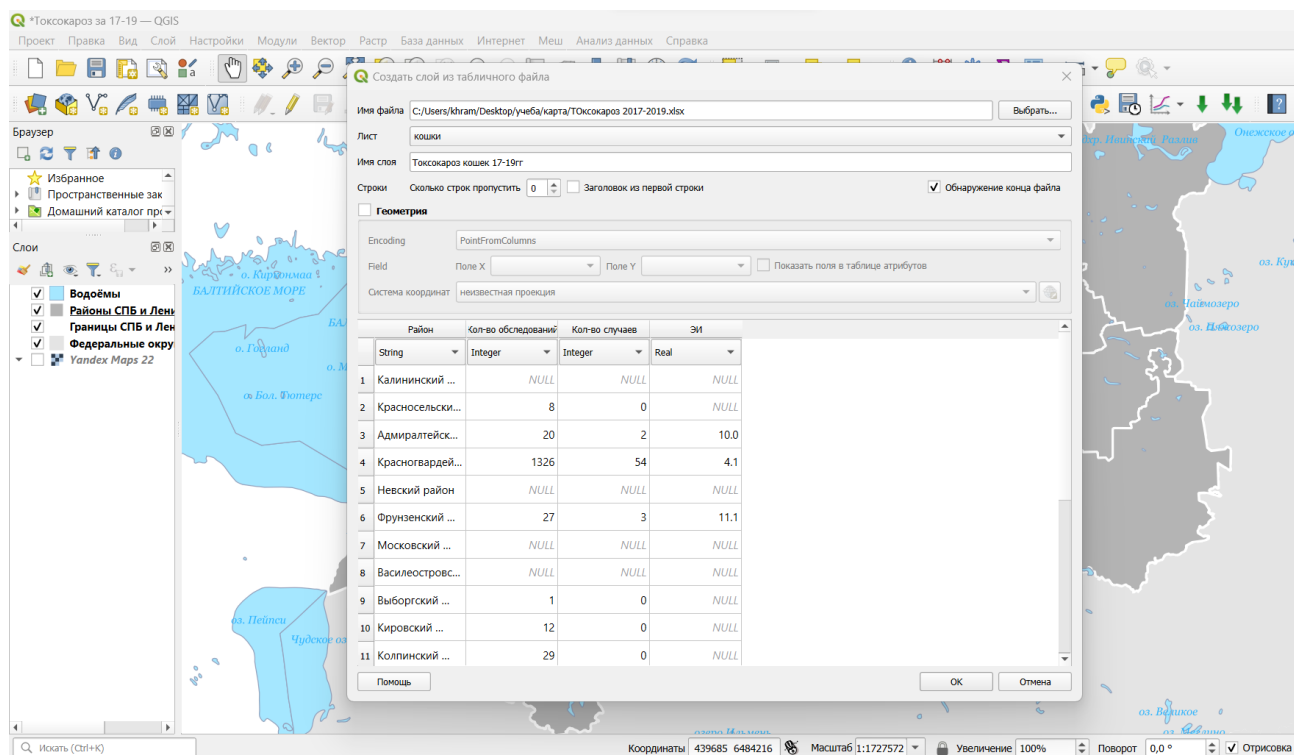 *Токсокароз за 17-19 — QGIS
Проект Правка Вид Слой Настройки Модули Вектор Растр База данных Интернет Меш Анализ данных Справка
Создать слой из табличного файла
Имя файла C:/Users/khram/Desktop/учеба/карта/ТОксокароз 2017-2019.xlsx Выбрать...
Лист кошки
Имя слоя Токсокароз кошек 17-19гг
Строки Сколько строк пропустить 0 Заголовок из первой строки Обнаружение конца файла
Геометрия
Encoding PointFromColumns
Field Поле X Поле Y Показать поля в таблице атрибутов
Система координат неизвестная проекция
Район Кол-во обследований Кол-во случаев ЭИ
String Integer Integer Real
1 Калининский ... NULL NULL NULL
2 Красносельски... 8 0 NULL
3 Адмиралтейск... 20 2 10.0
4 Красногвардей... 1326 54 4.1
5 Невский район NULL NULL NULL
6 Фрунзенский ... 27 3 11.1
7 Московский ... NULL NULL NULL
8 Василеостровс... NULL NULL NULL
9 Выборгский ... 1 0 NULL
10 Кировский ... 12 0 NULL
11 Колпинский ... 29 0 NULL
Помощь OK Отмена
Браузер
Избранное
Пространственные зак
Домашний каталог прс
Слои
Водоёмы
Районы СПБ и Лени
Границы СПБ и Лен
Федеральные окру
Yandex Maps 22
БАЛТИЙСКОЕ МОРЕ
о. Гогланд
о. Бол. Тютерс
оз. Пейпси
Чудское оз
Онежское о
оз. Кун
оз. Чаймозеро
оз. Великое
Искать (Ctrl+K)
Координаты 439685 6484216 Масштаб 1:1727572 Увеличение 100% Поворот 0,0 ° Отрисовка